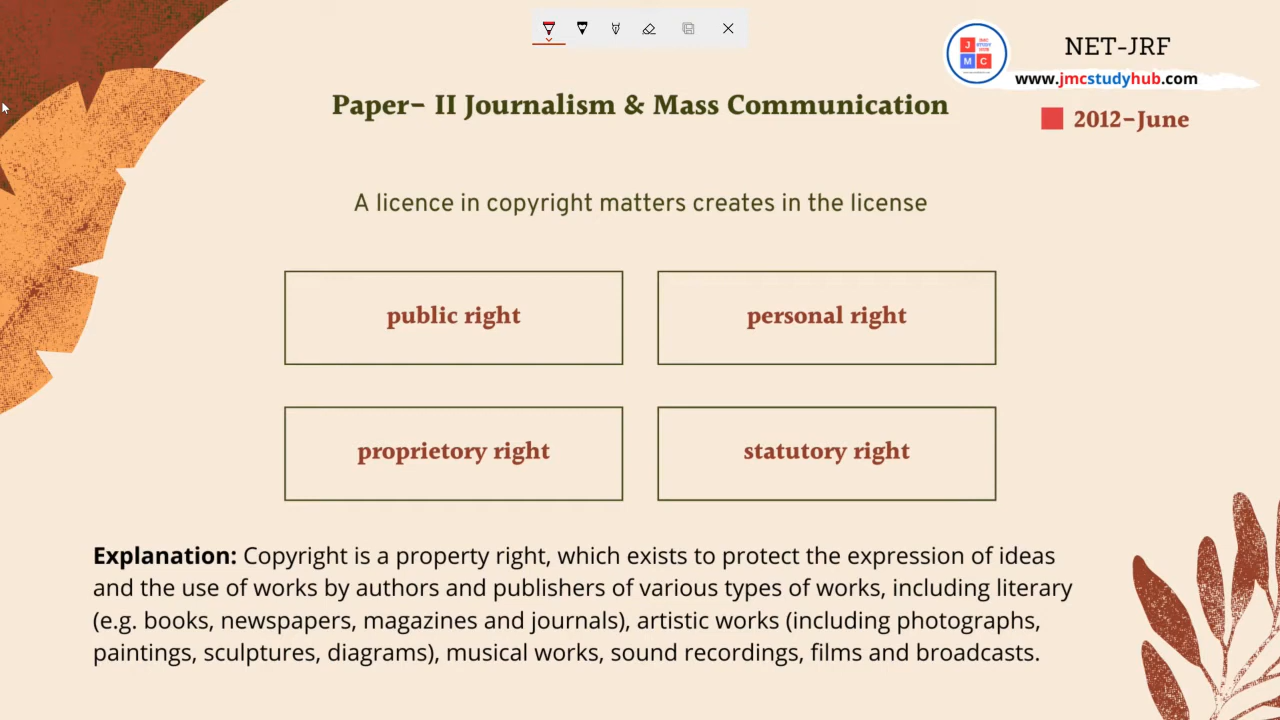 NET-JRF
J M C
JMC STUDY HUB
www.jmcstudyhub.com
Paper- II Journalism & Mass Communication
2012-June
A licence in copyright matters creates in the license
public right
personal right
proprietory right
statutory right
Explanation: Copyright is a property right, which exists to protect the expression of ideas
and the use of works by authors and publishers of various types of works, including literary
(e.g. books, newspapers, magazines and journals), artistic works (including photographs,
paintings, sculptures, diagrams), musical works, sound recordings, films and broadcasts.